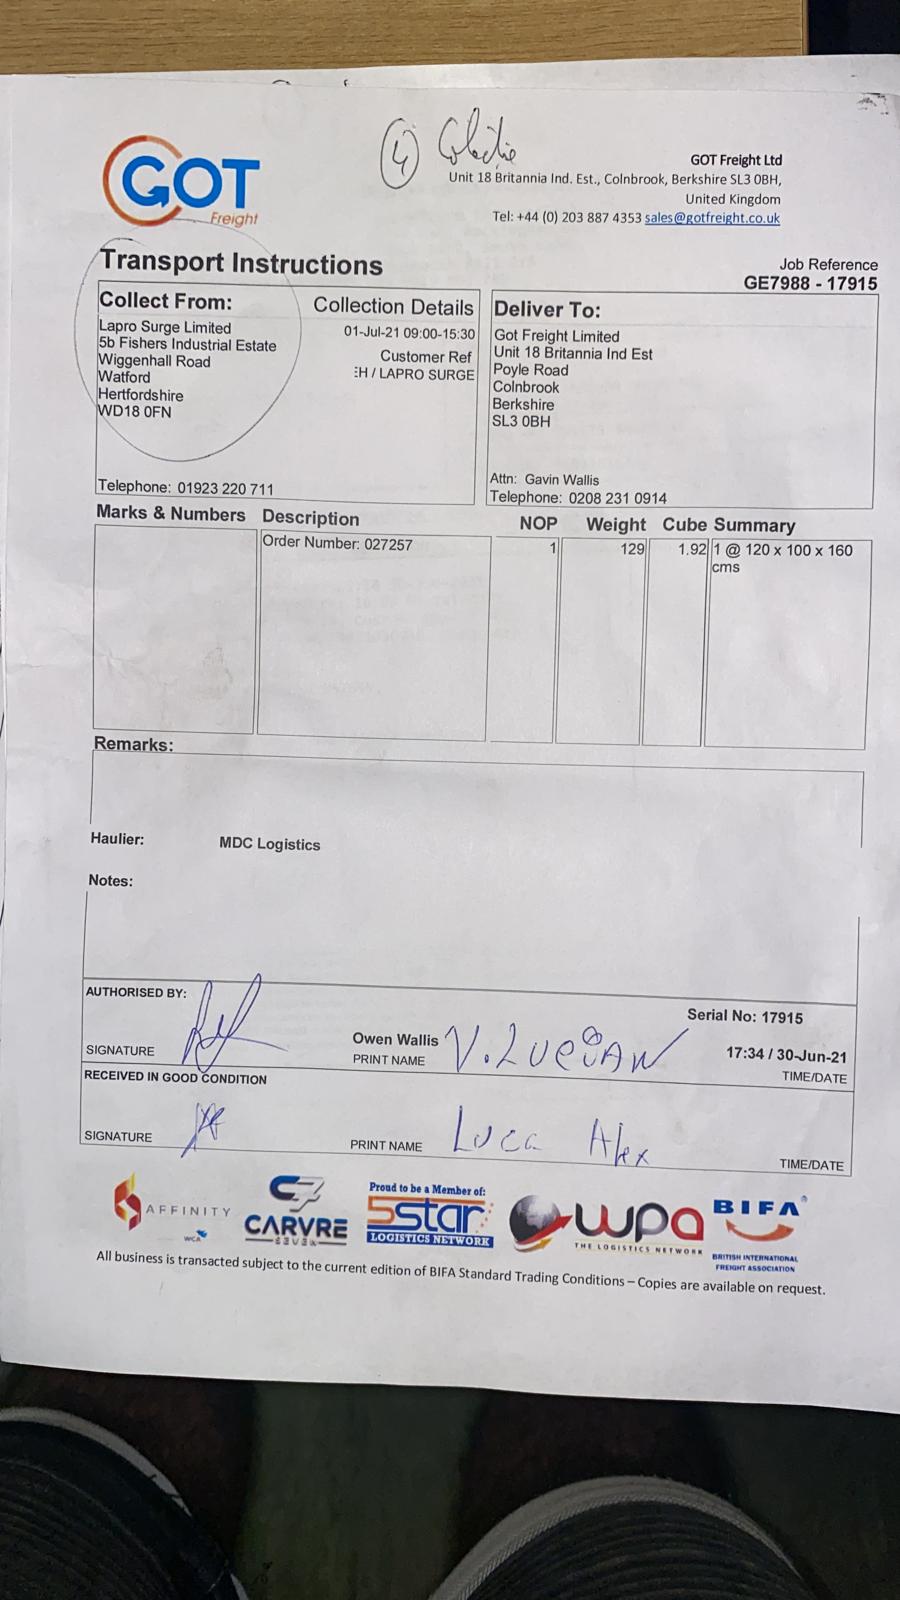 4
GOT
Freight
GOT Freight Ltd
Unit 18 Britannia Ind. Est., Colnbrook, Berkshire SL3 0BH,
United Kingdom
Tel: +44 (0) 203 887 4353 sales@gotfreight.co.uk
Transport Instructions
Job Reference
GE7988 - 17915
Collect From:
Lapro Surge Limited
5b Fishers Industrial Estate
Wiggenhall Road
Watford
Hertfordshire
WD18 0FN
Telephone: 01923 220 711
Collection Details
01-Jul-21 09:00-15:30
Customer Ref
H / LAPRO SURGE
Deliver To:
Got Freight Limited
Unit 18 Britannia Ind Est
Poyle Road
Colnbrook
Berkshire
SL3 0BH
Attn: Gavin Wallis
Telephone: 0208 231 0914
Marks & Numbers Description NOP Weight Cube Summary
Order Number: 027257 1 129 1.92 1 @ 120 x 100 x 160
cms
Remarks:
Haulier: MDC Logistics
Notes:
AUTHORISED BY:
Serial No: 17915
SIGNATURE
Owen Wallis
PRINT NAME
17:34 / 30-Jun-21
TIME/DATE
RECEIVED IN GOOD CONDITION
SIGNATURE
PRINT NAME Luca Alex
TIME/DATE
AFFINITY
WCA
CARVRE
SEVEN
Proud to be a Member of:
5star
LOGISTICS NETWORK
wpa
THE LOGISTICS NETWORK
BIFA
BRITISH INTERNATIONAL
FREIGHT ASSOCIATION
All business is transacted subject to the current edition of BIFA Standard Trading Conditions – Copies are available on request.